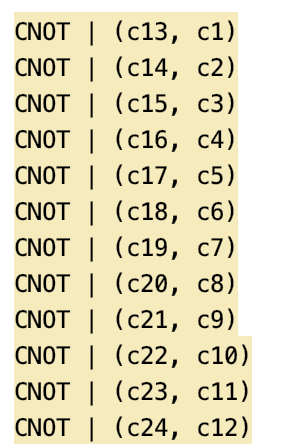 CNOT | (c13, c1)
CNOT | (c14, c2)
CNOT | (c15, c3)
CNOT | (c16, c4)
CNOT | (c17, c5)
CNOT | (c18, c6)
CNOT | (c19, c7)
CNOT | (c20, c8)
CNOT | (c21, c9)
CNOT | (c22, c10)
CNOT | (c23, c11)
CNOT | (c24, c12)